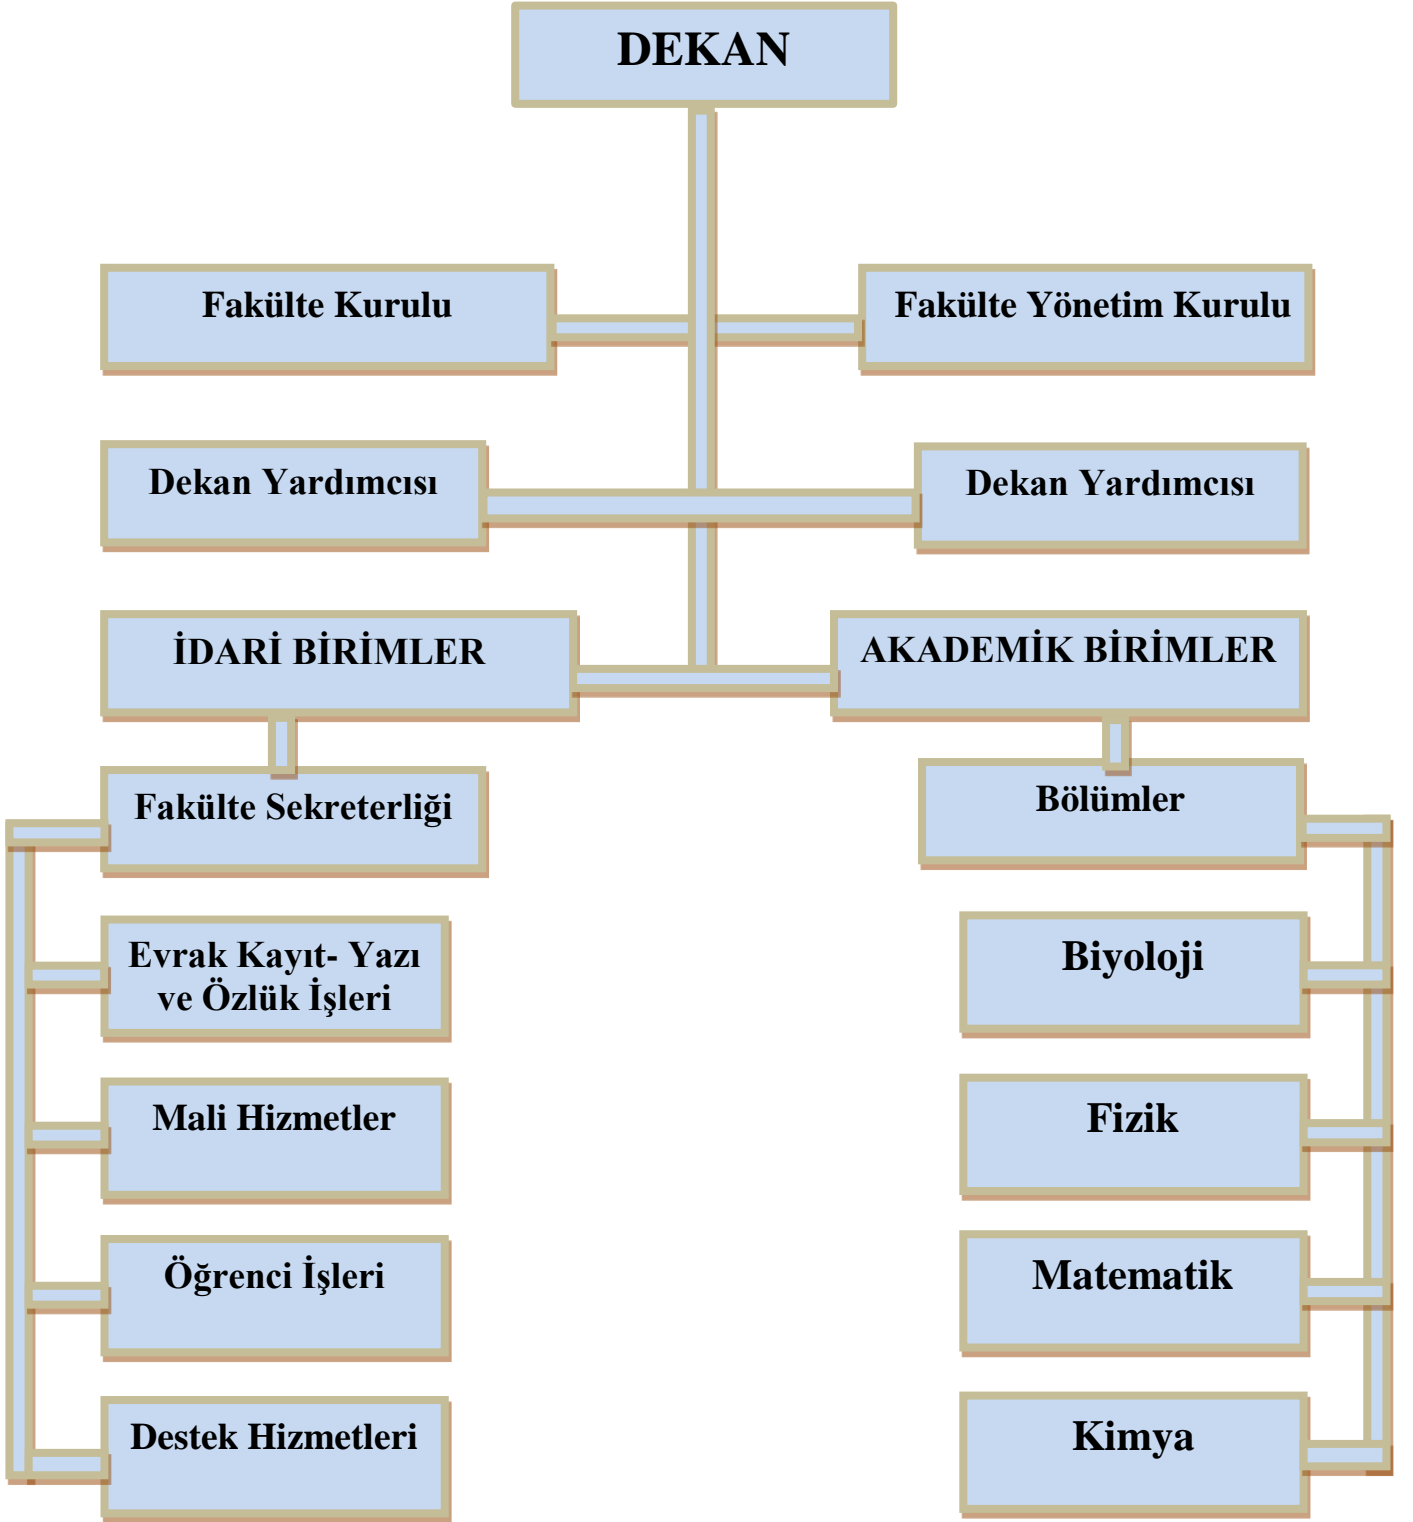 DEKAN
Fakülte Kurulu
Fakülte Yönetim Kurulu
Dekan Yardımcısı
Dekan Yardımcısı
İDARİ BİRİMLER
AKADEMİK BİRİMLER
Fakülte Sekreterliği
Bölümler
Evrak Kayıt- Yazı
ve Özlük İşleri
Biyoloji
Mali Hizmetler
Fizik
Öğrenci İşleri
Matematik
Destek Hizmetleri
Kimya